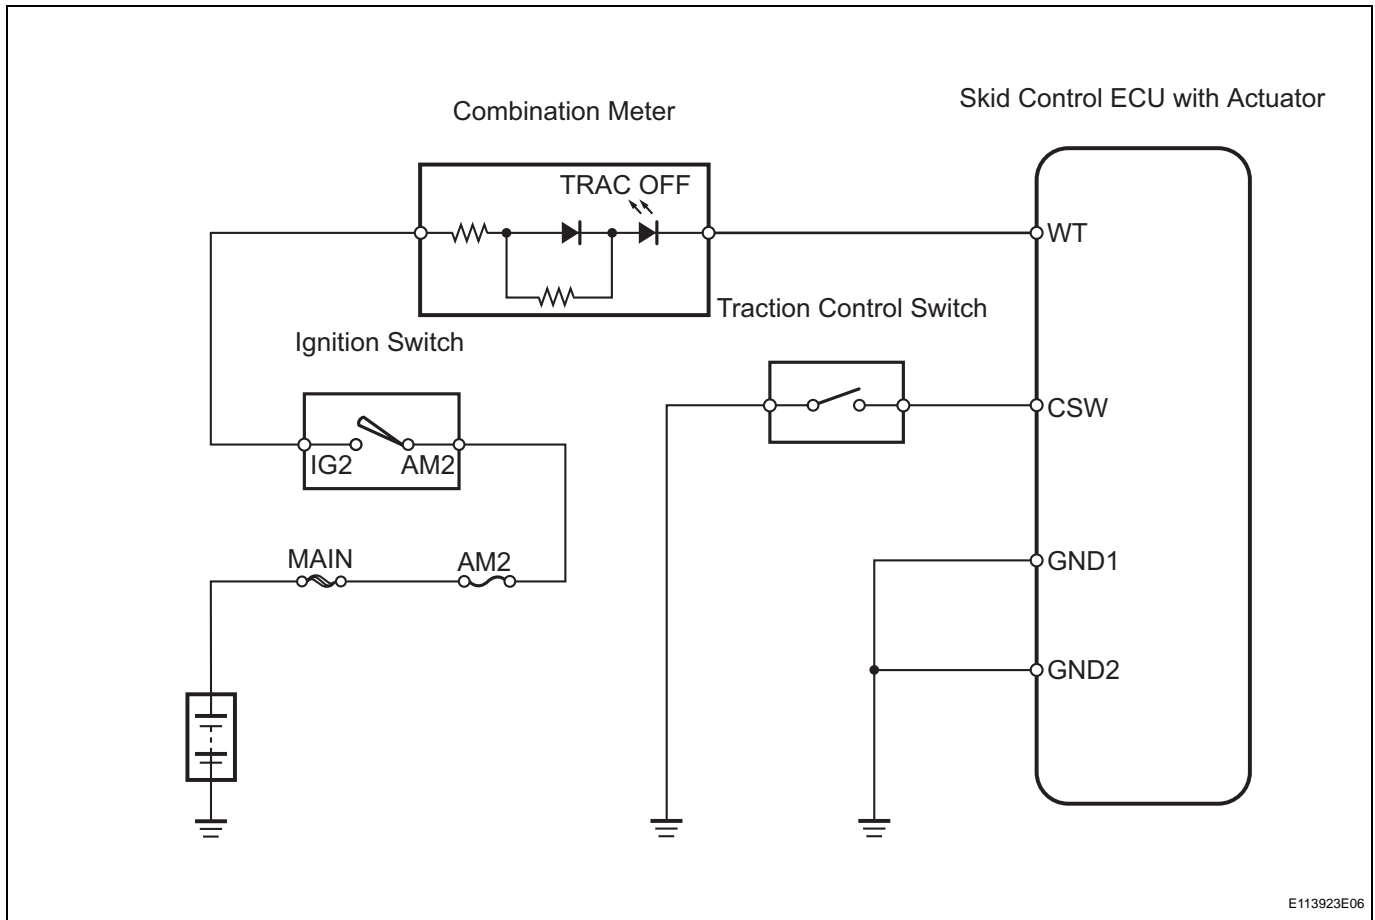 Skid Control ECU with Actuator
Combination Meter
TRAC OFF
WT
Traction Control Switch
Ignition Switch
CSW
IG2
AM2
MAIN
AM2
GND1
GND2
E113923E06